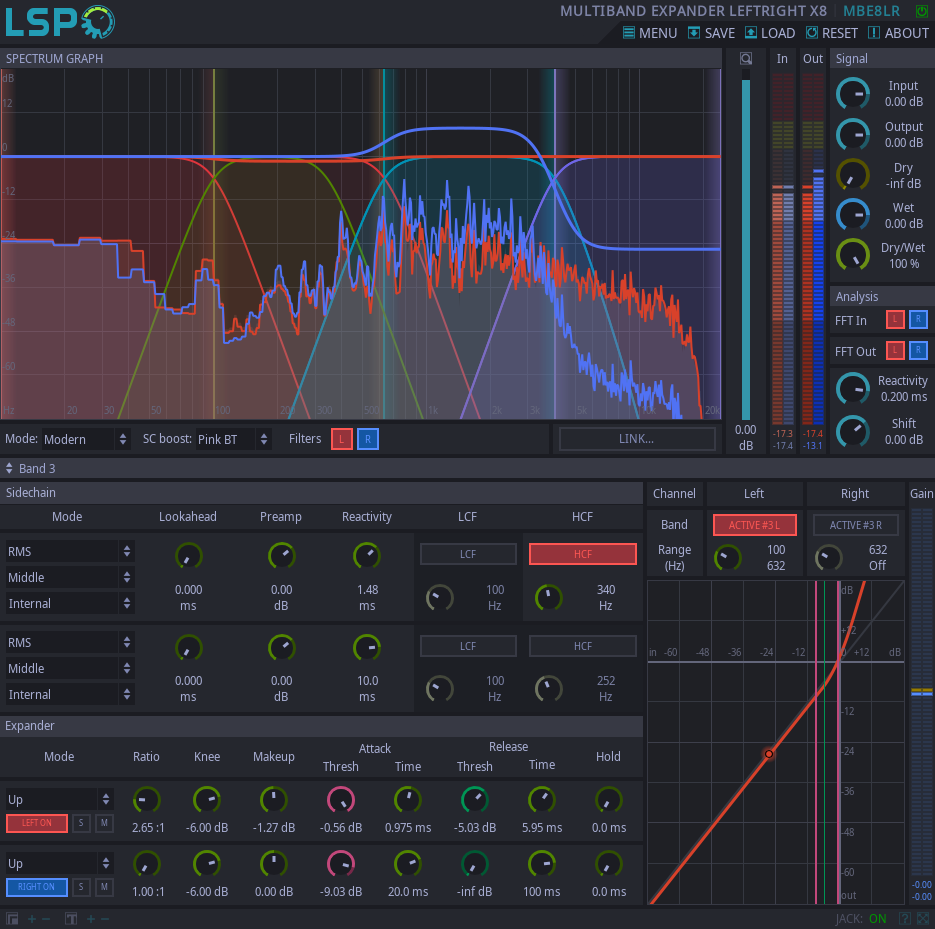 LSP
MULTIBAND EXPANDER LEFTRIGHT X8 MBE8LR
MENU SAVE LOAD RESET ABOUT
SPECTRUM GRAPH
dB
12
0
-12
-24
-36
-48
-60
Hz 20 30 50 100 200 300 500 1k 2k 3k 5k 10k 20k
0.00
dB
In Out
-17.3 -17.4
-17.4 -13.1
Signal
Input
0.00 dB
Output
0.00 dB
Dry
-inf dB
Wet
0.00 dB
Dry/Wet
100 %
Analysis
FFT In L R
FFT Out L R
Reactivity
0.200 ms
Shift
0.00 dB
Mode: Modern SC boost: Pink BT Filters L R LINK...
Band 3
Sidechain
Mode Lookahead Preamp Reactivity LCF HCF
RMS
Middle
Internal
0.000
ms
0.00
dB
1.48
ms
LCF
100
Hz
HCF
340
Hz
RMS
Middle
Internal
0.000
ms
0.00
dB
10.0
ms
LCF
100
Hz
HCF
252
Hz
Expander
Mode Ratio Knee Makeup Attack Release Hold
Thresh Time Thresh Time
Up
LEFT ON S M
2.65 :1 -6.00 dB -1.27 dB -0.56 dB 0.975 ms -5.03 dB 5.95 ms 0.0 ms
Up
RIGHT ON S M
1.00 :1 -6.00 dB 0.00 dB -9.03 dB 20.0 ms -inf dB 100 ms 0.0 ms
Channel Left Right Gain
Band ACTIVE #3 L ACTIVE #3 R
Range
(Hz)
100
632
632
Off
dB
+12
in -60 -48 -36 -24 -12 0 +12 dB
-12
-24
-36
-48
-60
out
-0.00
-0.00
JACK: ON